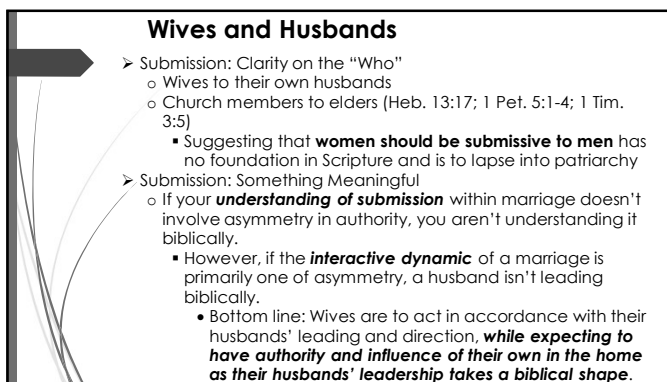 Wives and Husbands
➢ Submission: Clarity on the “Who”
o Wives to their own husbands
o Church members to elders (Heb. 13:17; 1 Pet. 5:1-4; 1 Tim.
3:5)
▪ Suggesting that women should be submissive to men has
no foundation in Scripture and is to lapse into patriarchy
➢ Submission: Something Meaningful
o If your understanding of submission within marriage doesn’t
involve asymmetry in authority, you aren’t understanding it
biblically.
▪ However, if the interactive dynamic of a marriage is
primarily one of asymmetry, a husband isn’t leading
biblically.
• Bottom line: Wives are to act in accordance with their
husbands’ leading and direction, while expecting to
have authority and influence of their own in the home
as their husbands’ leadership takes a biblical shape.